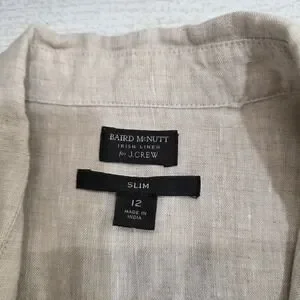 BAIRD McNUTT
IRISH LINEN
for J.CREW
SLIM
12
MADE IN
INDIA